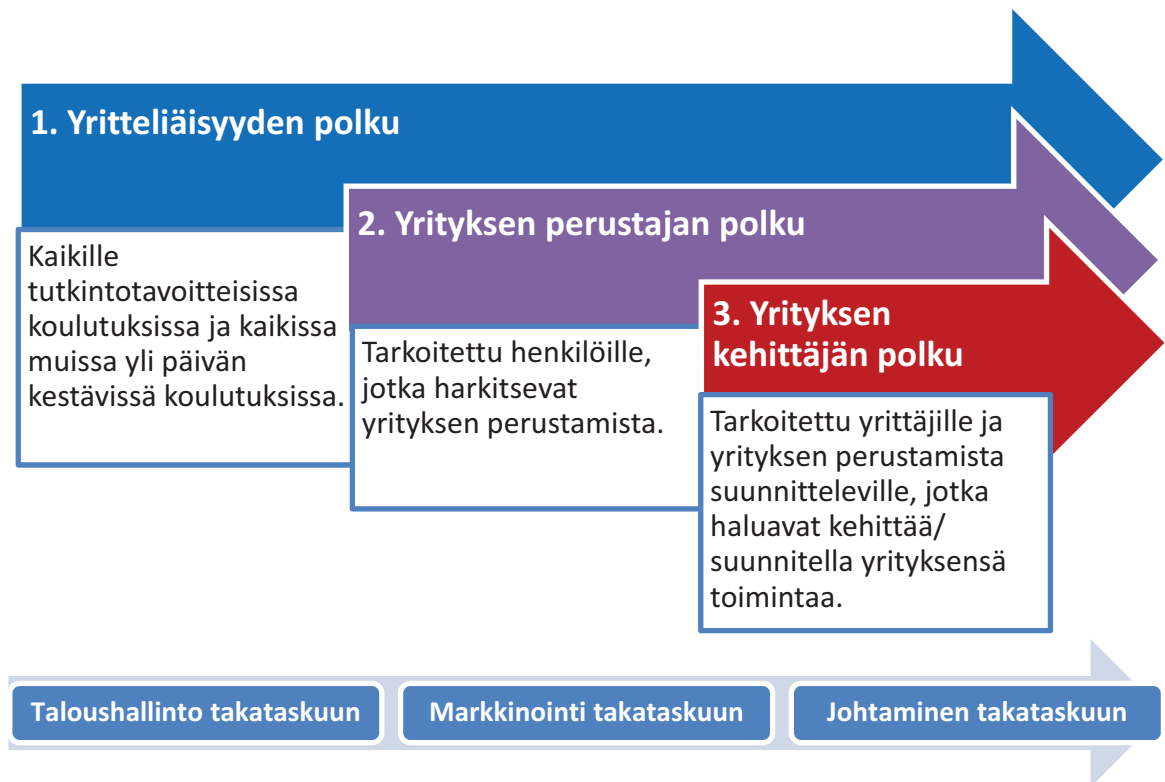 1. Yritteliäisyyden polku
Kaikille
tutkintotavoitteisissa
koulutuksissa ja kaikissa
muissa yli päivän
kestävissä koulutuksissa.
2. Yrityksen perustajan polku
Tarkoitettu henkilöille,
jotka harkitsevat
yrityksen perustamista.
3. Yrityksen
kehittäjän polku
Tarkoitettu yrittäjille ja
yrityksen perustamista
suunnitteleville, jotka
haluavat kehittää/
suunnitella yrityksensä
toimintaa.
Taloushallinto takataskuun
Markkinointi takataskuun
Johtaminen takataskuun